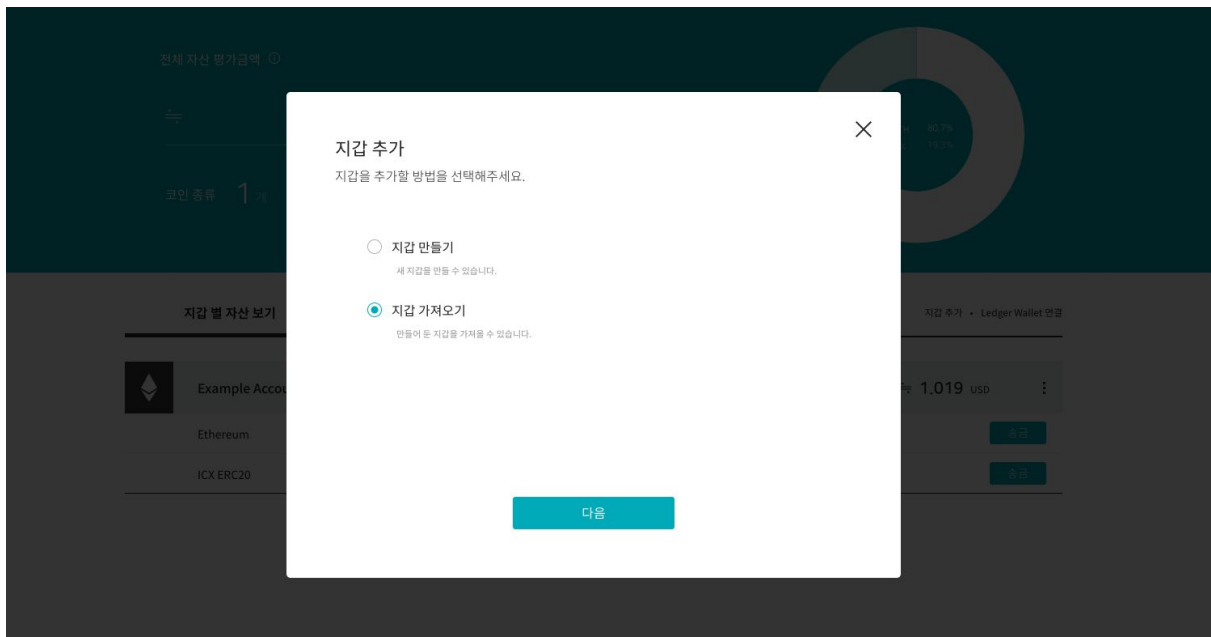 전체 자산 평가금액
≒
코인 종류 1 개
60.7%
19.3%
지갑 추가
지갑을 추가할 방법을 선택해주세요.
지갑 만들기
새 지갑을 만들 수 있습니다.
지갑 가져오기
만들어 둔 지갑을 가져올 수 있습니다.
다음
지갑 별 자산 보기
지갑 추가 • Ledger Wallet 연결
Example
≒ 1.019 USD
Ethereum
송금
ICX ERC20
송금